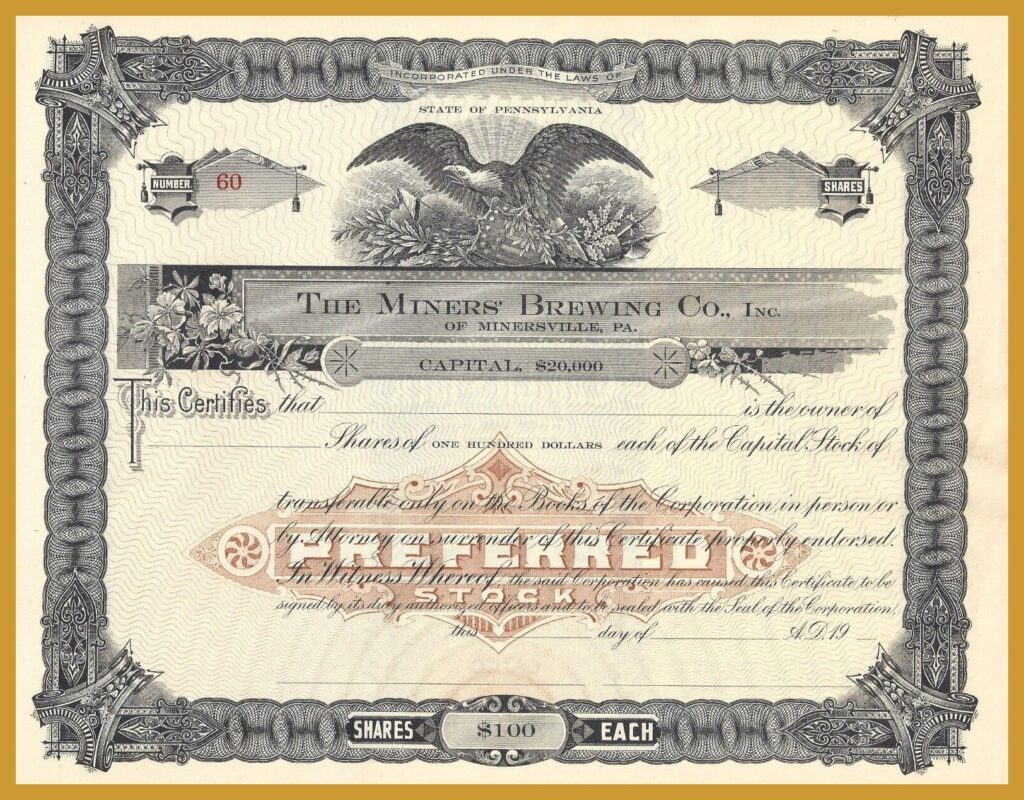 INCORPORATED UNDER THE LAWS OF
STATE OF PENNSYLVANIA
NUMBER 60
SHARES
THE MINERS' BREWING CO., INC.
OF MINERSVILLE, PA.
CAPITAL, $20,000
This Certifies that is the owner of
Shares of ONE HUNDRED DOLLARS each of the Capital Stock of
transferable only on the Books of the Corporation in person or
by Attorney on surrender of this Certificate properly endorsed.
PREFERRED
In Witness Whereof, the said Corporation has caused this Certificate to be
STOCK
signed by its duly authorized officers and to be sealed with the Seal of the Corporation,
this day of A.D. 19
SHARES $100 EACH